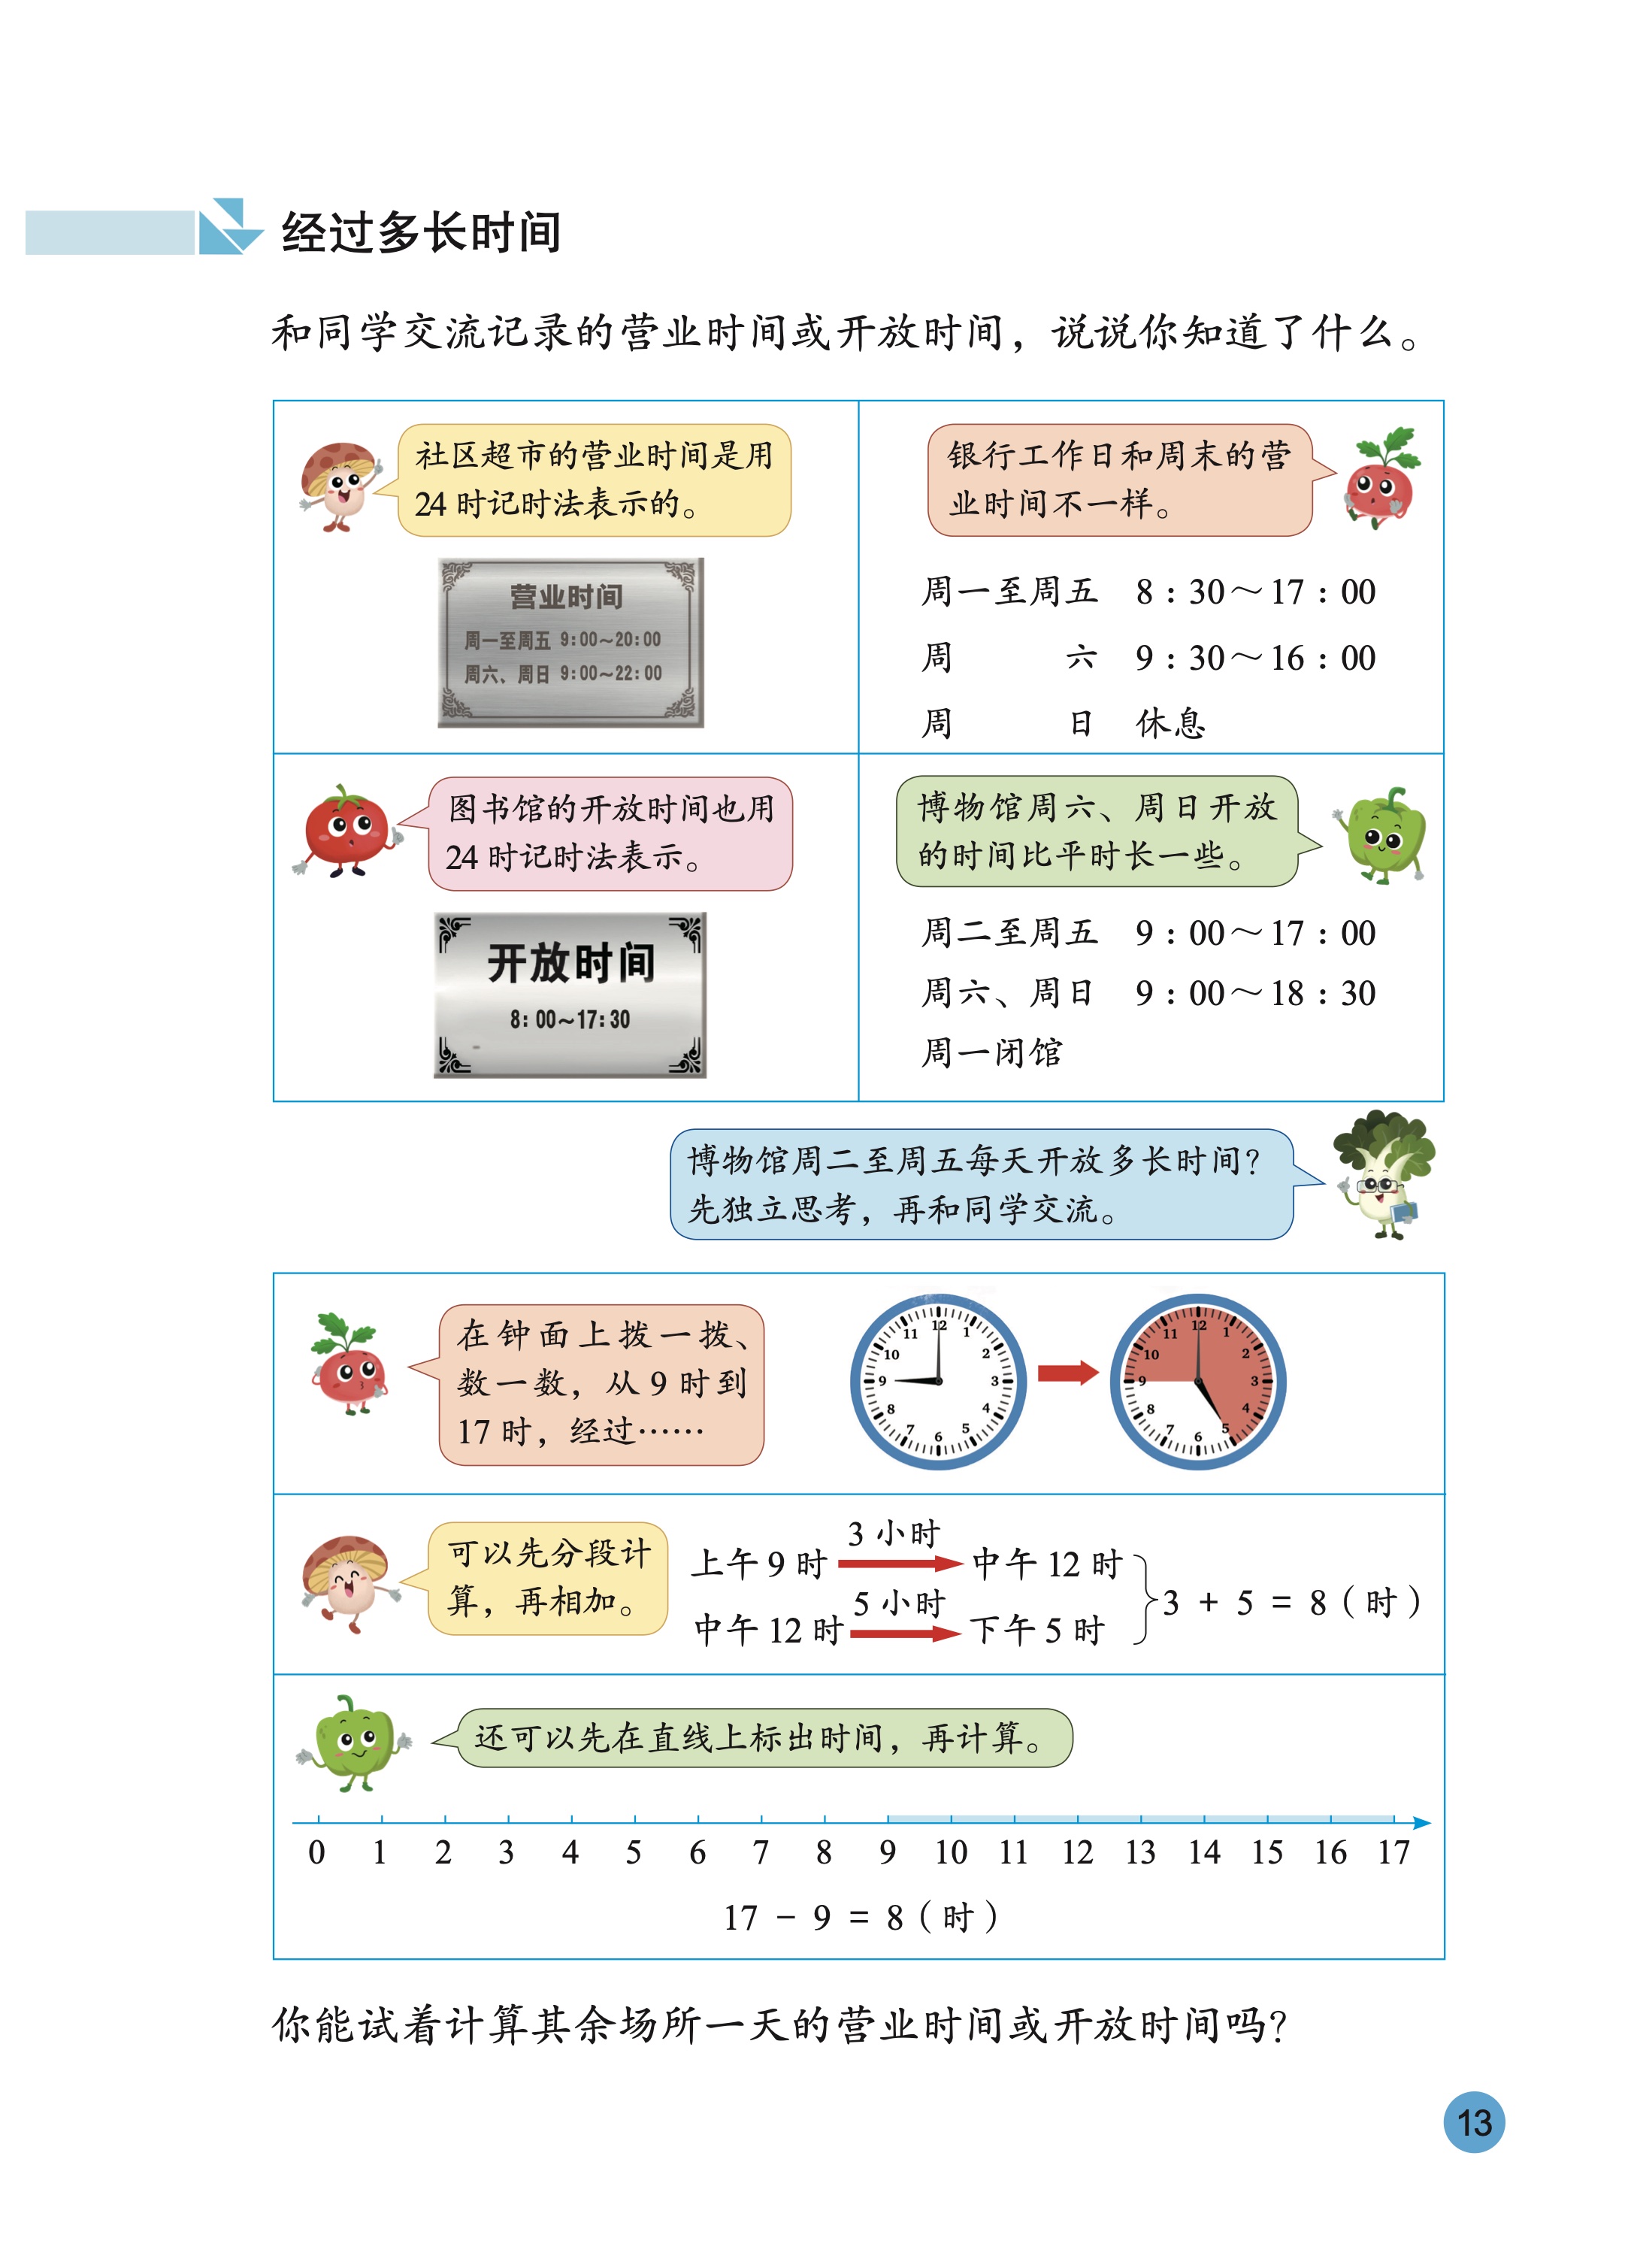 经过多长时间
和同学交流记录的营业时间或开放时间，说说你知道了什么。
社区超市的营业时间是用
24 时记时法表示的。
营业时间
周一至周五 9:00～20:00
周六、周日 9:00～22:00
银行工作日和周末的营
业时间不一样。
周一至周五 8：30～17：00
周六 9：30～16：00
周日 休息
图书馆的开放时间也用
24 时记时法表示。
开放时间
8：00～17：30
博物馆周六、周日开放
的时间比平时长一些。
周二至周五 9：00～17：00
周六、周日 9：00～18：30
周一闭馆
博物馆周二至周五每天开放多长时间？
先独立思考，再和同学交流。
在钟面上拨一拨、
数一数，从 9 时到
17 时，经过……
12 1 2 3 4 5 6 7 8 9 10 11
12 1 2 3 4 5 6 7 8 9 10 11
可以先分段计
算，再相加。
3 小时
上午 9 时 中午 12 时
5 小时
中午 12 时 下午 5 时
3 + 5 = 8（时）
还可以先在直线上标出时间，再计算。
0 1 2 3 4 5 6 7 8 9 10 11 12 13 14 15 16 17
17 − 9 = 8（时）
你能试着计算其余场所一天的营业时间或开放时间吗？
13